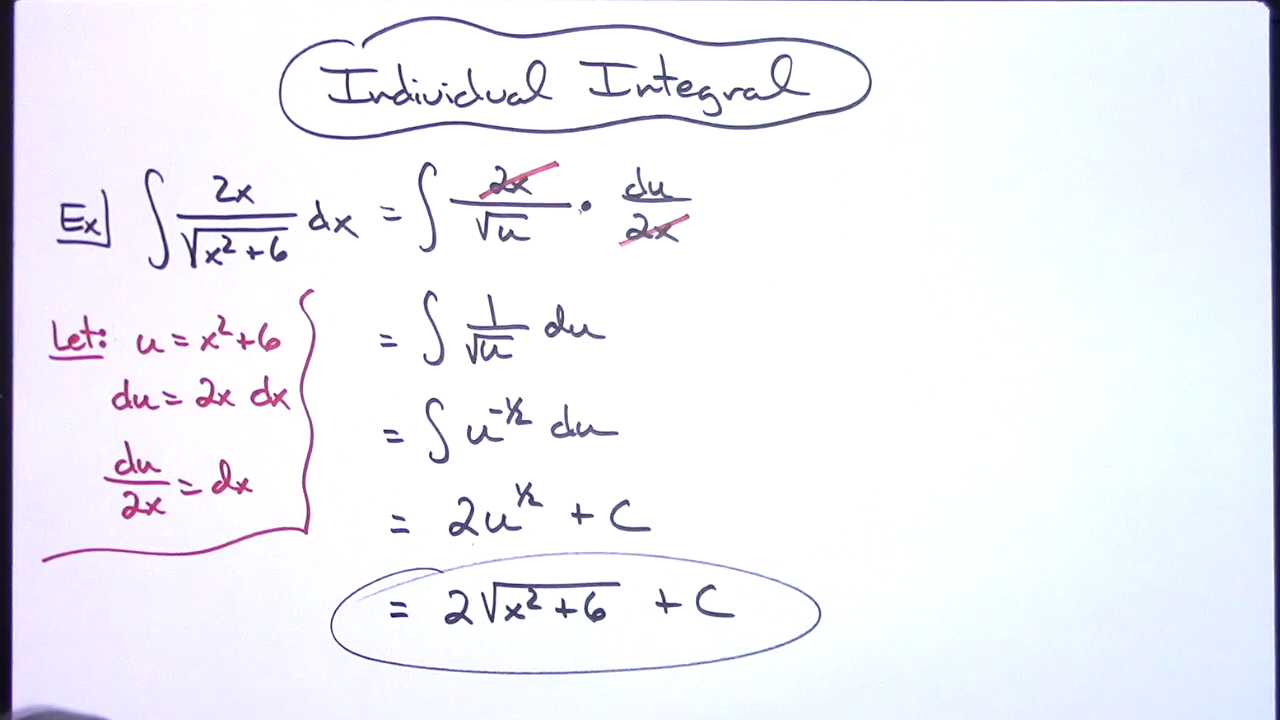 Individual Integral
Ex] ∫ 2x/√(x²+6) dx = ∫ 2x/√u · du/2x
Let: u = x²+6
du = 2x dx
du/2x = dx
= ∫ 1/√u du
= ∫ u^(-1/2) du
= 2u^(1/2) + C
= 2√(x²+6) + C